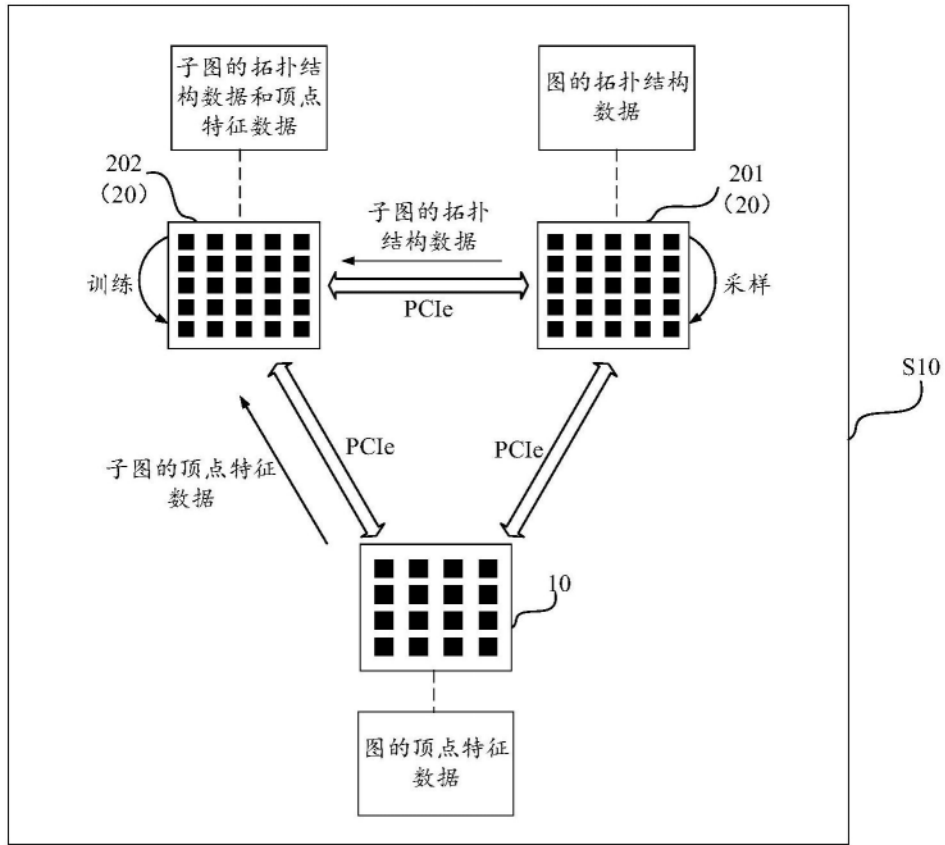 子图的拓扑结
构数据和顶点
特征数据
图的拓扑结构
数据
202
(20)
201
(20)
子图的拓扑
结构数据
训练
PCIe
采样
S10
PCIe
PCIe
子图的顶点特征
数据
10
图的顶点特征
数据